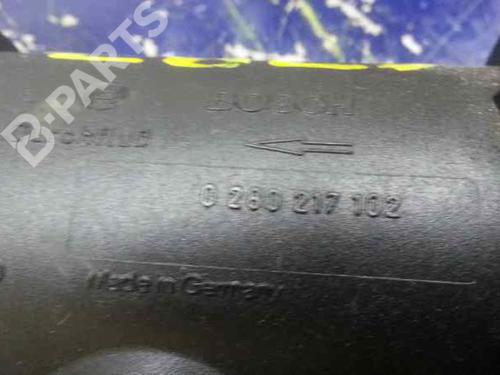 BOSCH
0 280 217 102
Made in Germany
B-PARTS